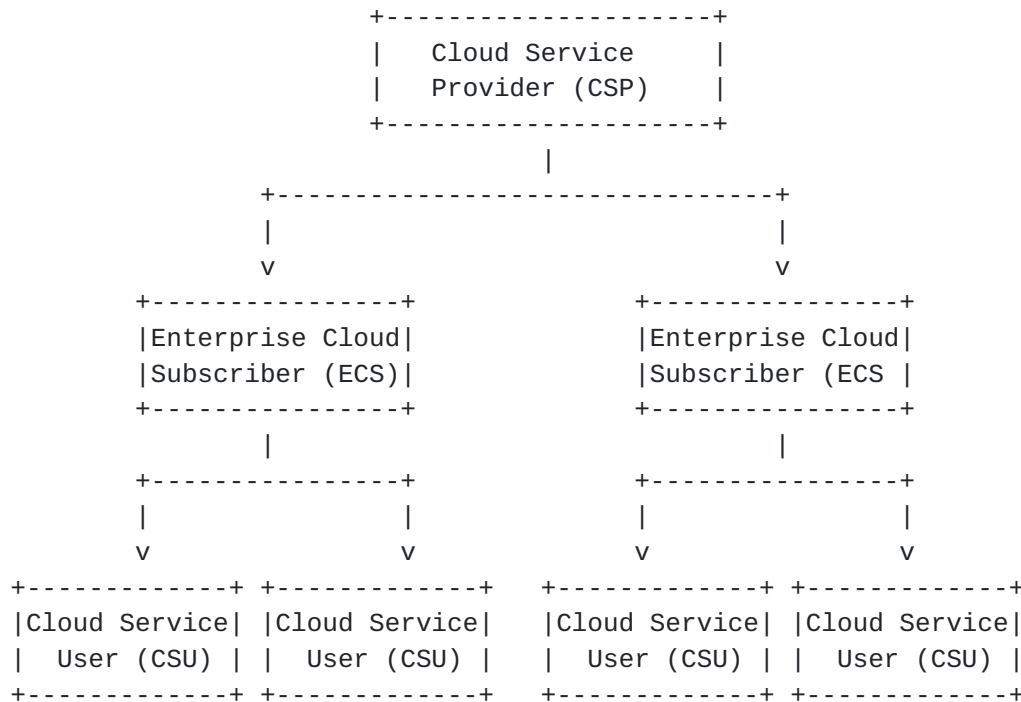 Cloud Service
Provider (CSP)
Enterprise Cloud
Subscriber (ECS)
Enterprise Cloud
Subscriber (ECS
Cloud Service
User (CSU)
Cloud Service
User (CSU)
Cloud Service
User (CSU)
Cloud Service
User (CSU)